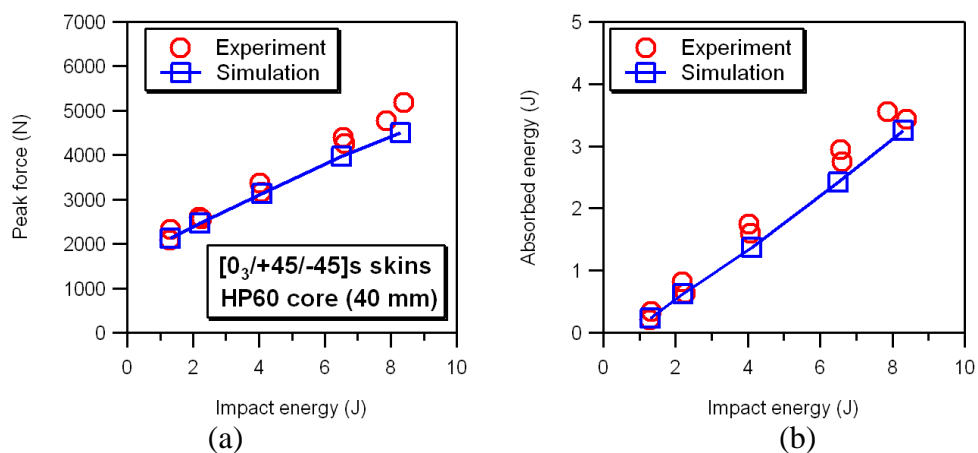 7000
6000
5000
4000
3000
2000
1000
0
Peak force (N)
Experiment
Simulation
[0₃/+45/-45]s skins
HP60 core (40 mm)
0 2 4 6 8 10
Impact energy (J)
(a)
5
4
3
2
1
0
Absorbed energy (J)
Experiment
Simulation
0 2 4 6 8 10
Impact energy (J)
(b)